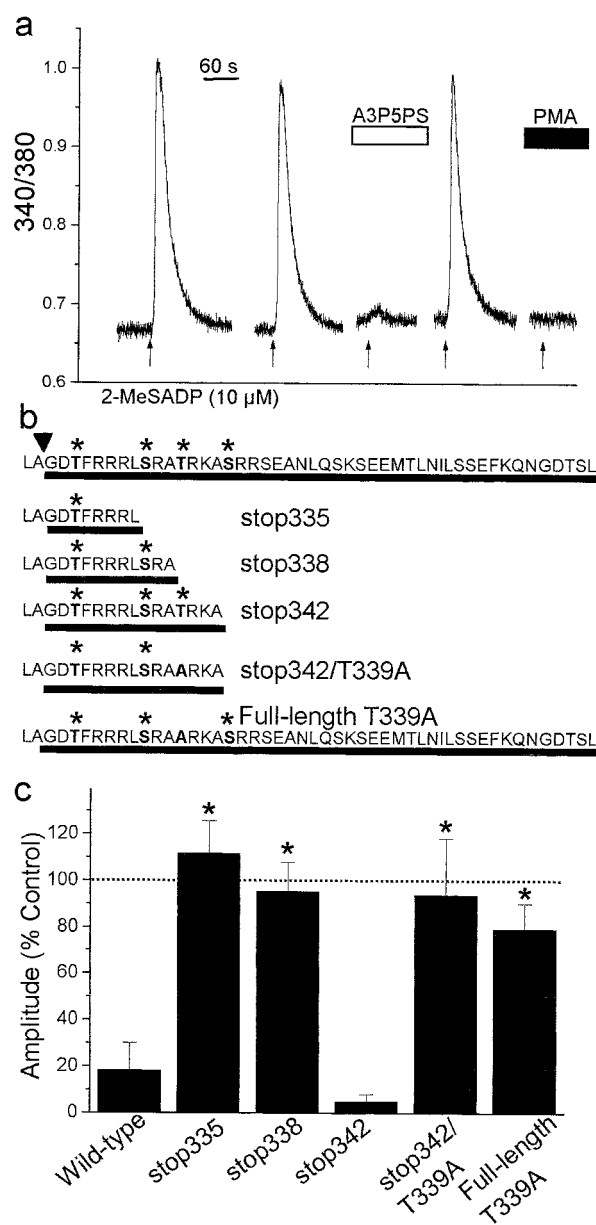 a
60 s
A3P5PS
PMA
1.0
0.9
0.8
0.7
0.6
340/380
2-MeSADP (10 µM)
b
* * * *
LAGDTFRRRLSRATRKASRRSEANLQSKSEEMTLNILSSEFKQNGDTSL
*
LAGDTFRRRL stop335
* *
LAGDTFRRRLSRA stop338
* * *
LAGDTFRRRLSRATRKA stop342
* *
LAGDTFRRRLSRAARKA stop342/T339A
* * * Full-length T339A
LAGDTFRRRLSRAARKASRRSEANLQSKSEEMTLNILSSEFKQNGDTSL
c
Amplitude (% Control)
120
100
80
60
40
20
0
* * * *
Wild-type
stop335
stop338
stop342
stop342/
T339A
Full-length
T339A